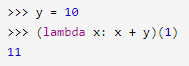 >>> y = 10
>>> (lambda x: x + y)(1)
11